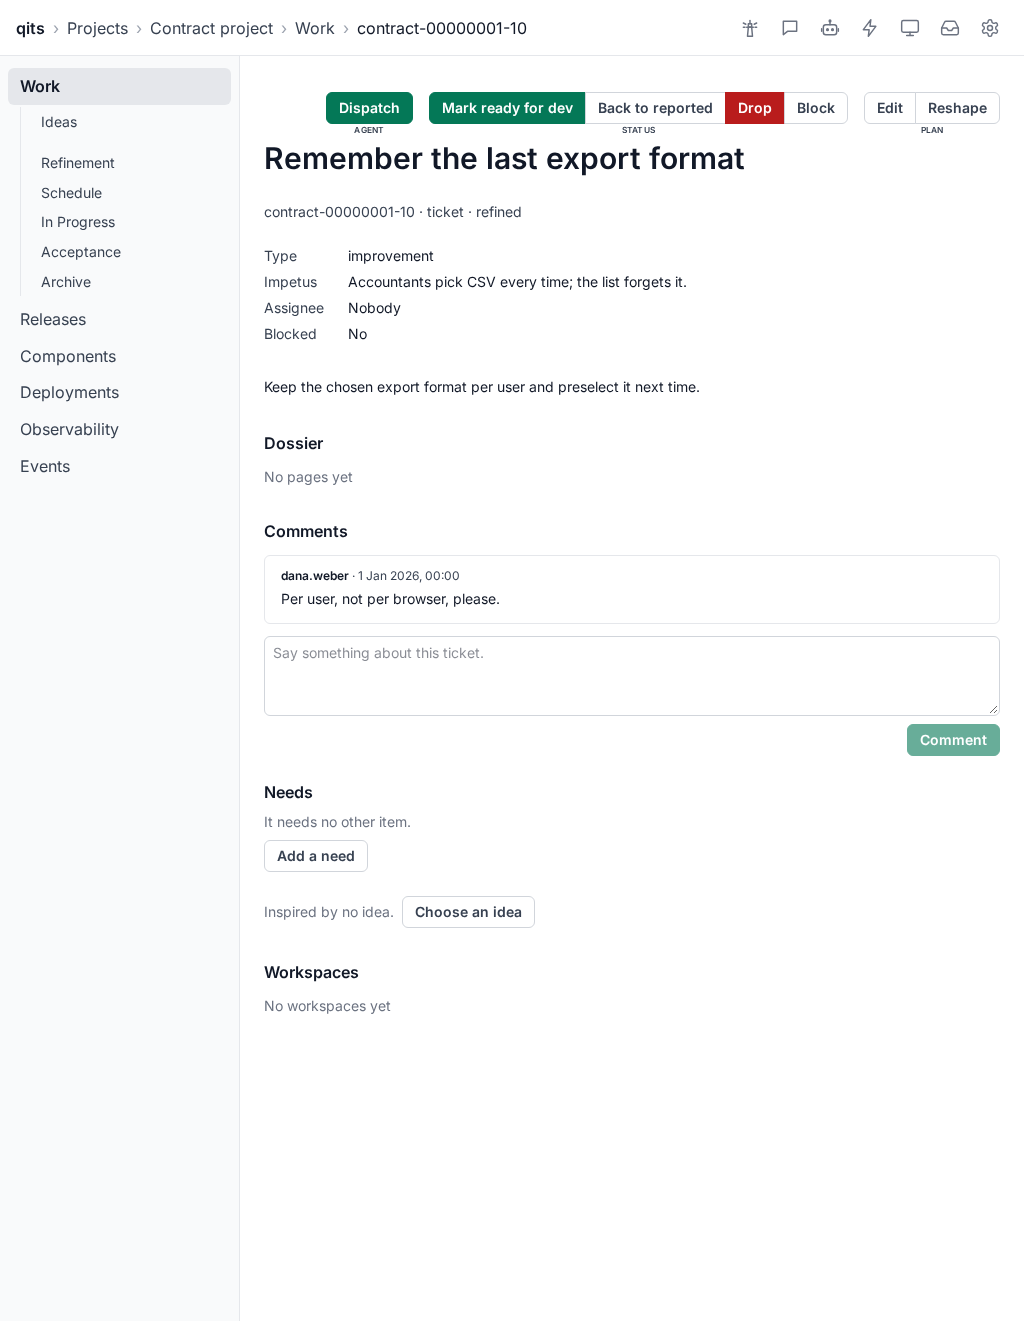 qits › Projects › Contract project › Work › contract-00000001-10
Work
Ideas
Refinement
Schedule
In Progress
Acceptance
Archive
Releases
Components
Deployments
Observability
Events
Dispatch
AGENT
Mark ready for dev Back to reported Drop Block
STATUS
Edit Reshape
PLAN
Remember the last export format
contract-00000001-10 · ticket · refined
Type improvement
Impetus Accountants pick CSV every time; the list forgets it.
Assignee Nobody
Blocked No
Keep the chosen export format per user and preselect it next time.
Dossier
No pages yet
Comments
dana.weber · 1 Jan 2026, 00:00
Per user, not per browser, please.
Say something about this ticket.
Comment
Needs
It needs no other item.
Add a need
Inspired by no idea. Choose an idea
Workspaces
No workspaces yet